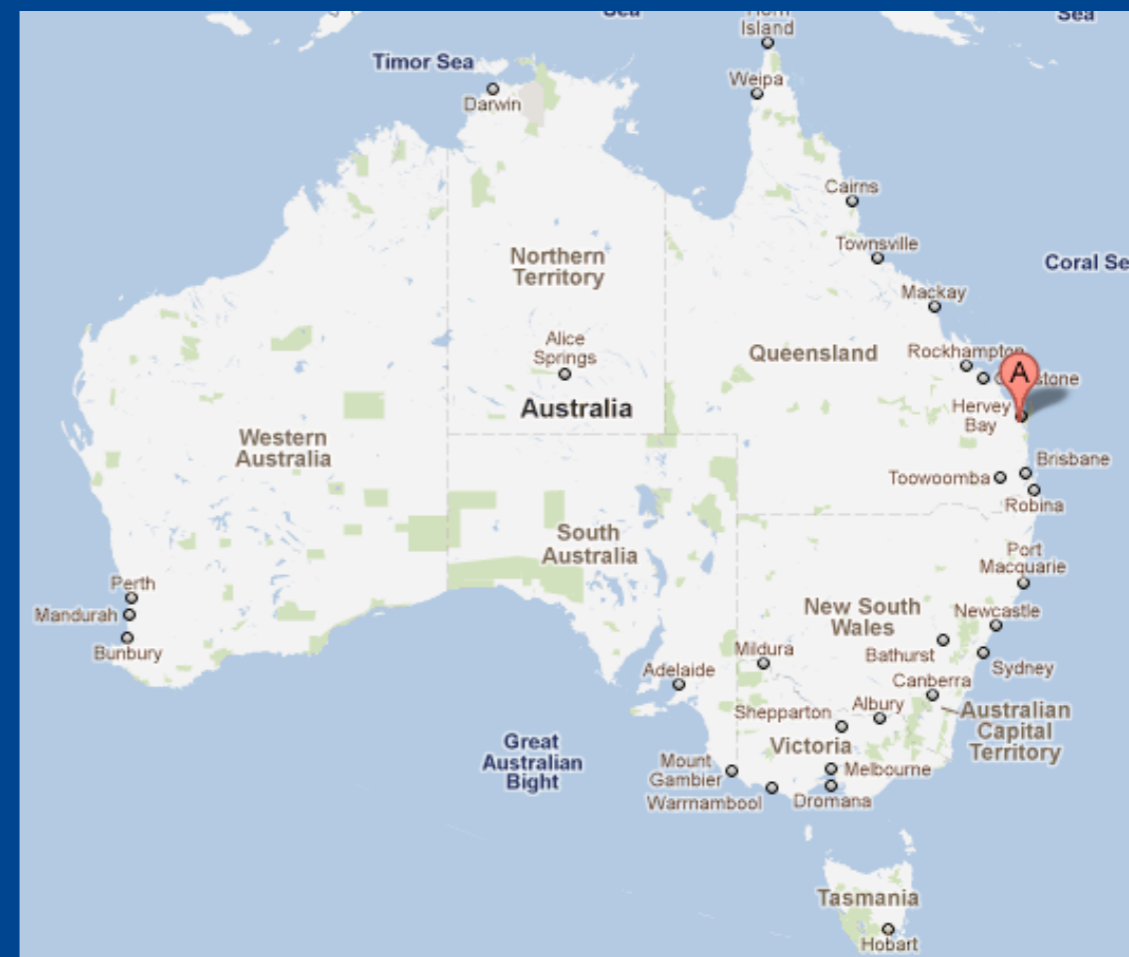 Sea
Sea
Horn
Island
Timor Sea
Weipa
Darwin
Cairns
Townsville
Northern
Territory
Coral Se
Mackay
Alice
Springs
Queensland
Rockhampton
A
stone
Australia
Hervey
Bay
Western
Australia
Brisbane
Toowoomba
Robina
South
Australia
Port
Macquarie
Perth
Mandurah
Bunbury
New South
Wales
Newcastle
Bathurst
Sydney
Mildura
Adelaide
Canberra
Albury
Shepparton
Australian
Capital
Territory
Victoria
Great
Australian
Bight
Mount
Gambier
Melbourne
Warrnambool
Dromana
Tasmania
Hobart